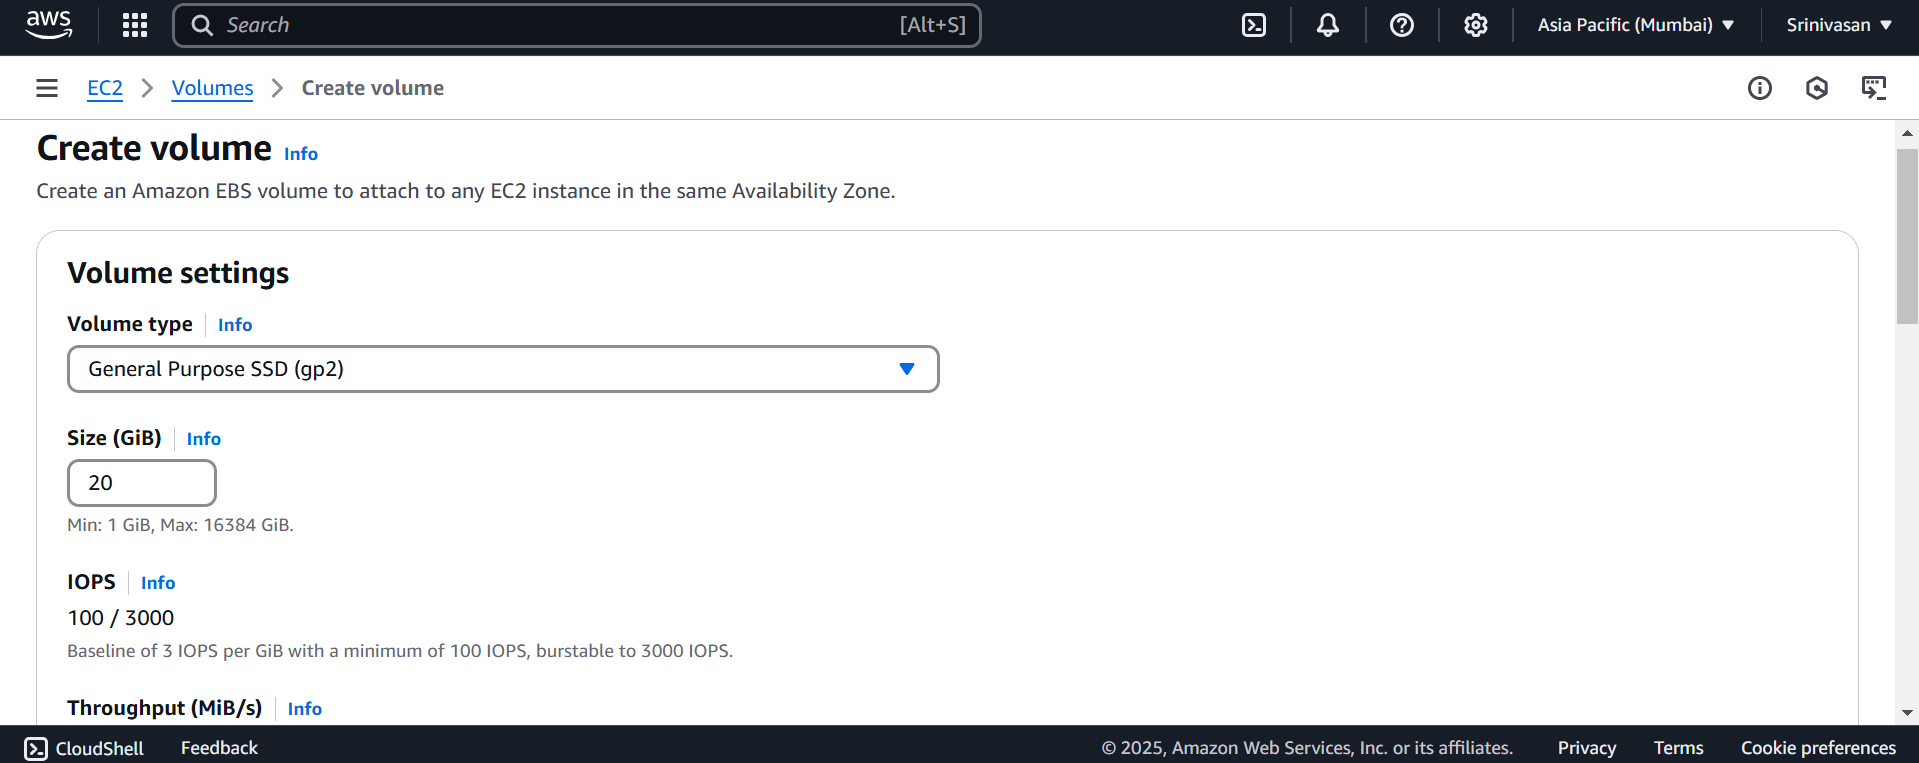 aws Search [Alt+S] Asia Pacific (Mumbai) Srinivasan
EC2 Volumes Create volume
Create volume Info
Create an Amazon EBS volume to attach to any EC2 instance in the same Availability Zone.
Volume settings
Volume type Info
General Purpose SSD (gp2)
Size (GiB) Info
20
Min: 1 GiB, Max: 16384 GiB.
IOPS Info
100 / 3000
Baseline of 3 IOPS per GiB with a minimum of 100 IOPS, burstable to 3000 IOPS.
Throughput (MiB/s) Info
CloudShell Feedback © 2025, Amazon Web Services, Inc. or its affiliates. Privacy Terms Cookie preferences